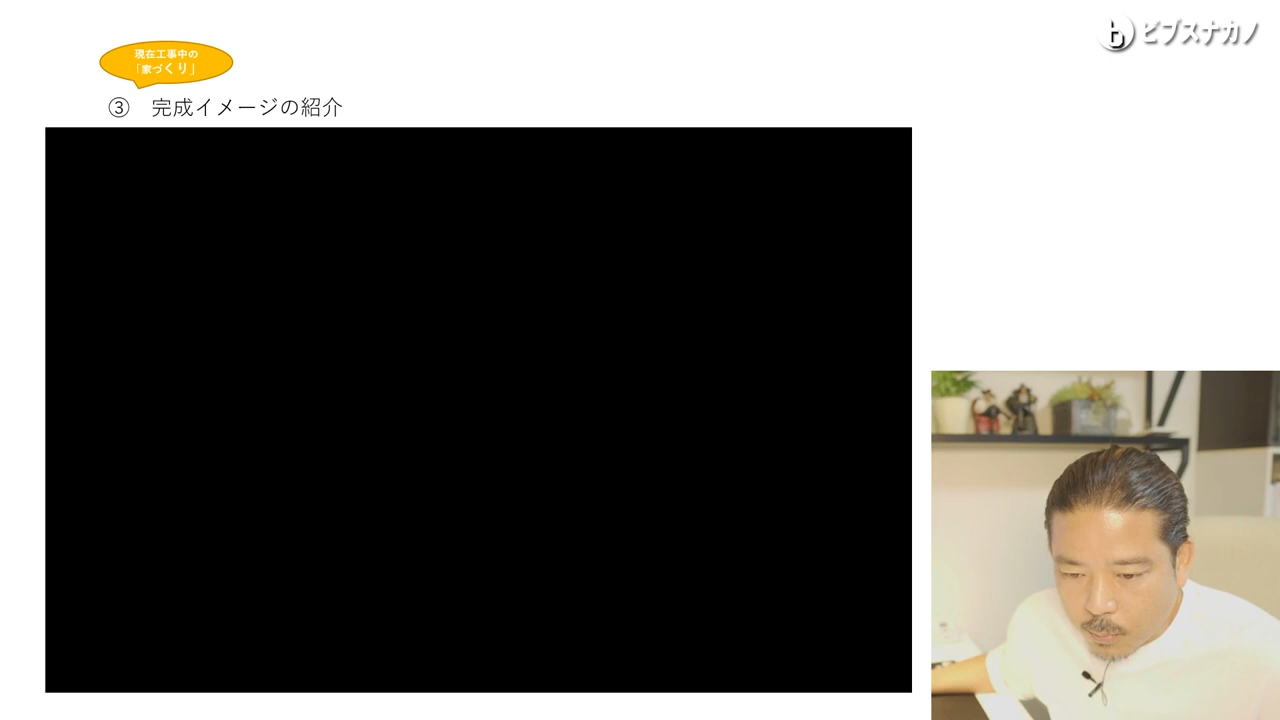 ビブスナカノ
現在工事中の
「家づくり」
③ 完成イメージの紹介